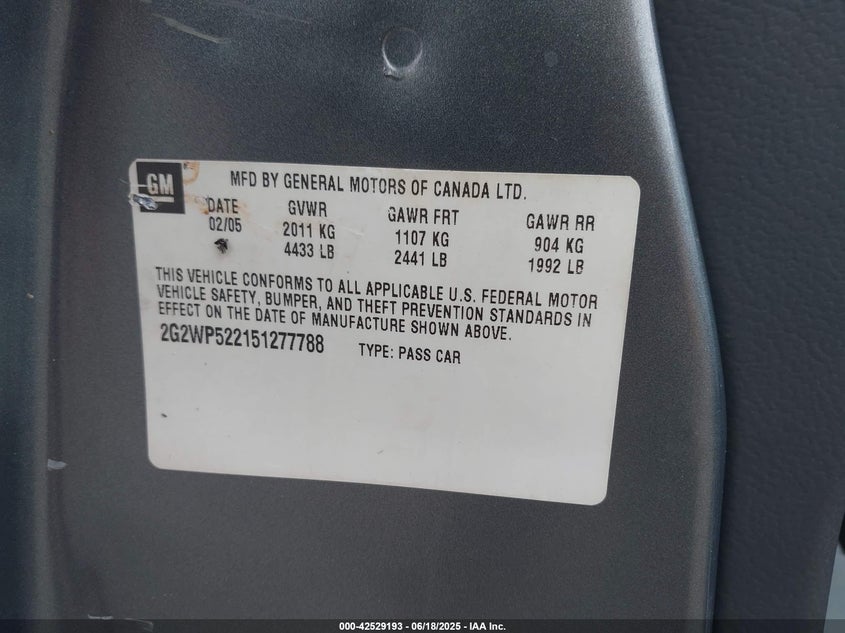 GM
MFD BY GENERAL MOTORS OF CANADA LTD.
DATE GVWR GAWR FRT GAWR RR
02/05 2011 KG 1107 KG 904 KG
4433 LB 2441 LB 1992 LB
THIS VEHICLE CONFORMS TO ALL APPLICABLE U.S. FEDERAL MOTOR
VEHICLE SAFETY, BUMPER, AND THEFT PREVENTION STANDARDS IN
EFFECT ON THE DATE OF MANUFACTURE SHOWN ABOVE.
2G2WP522151277788 TYPE: PASS CAR
000-42529193 - 06/18/2025 - IAA Inc.